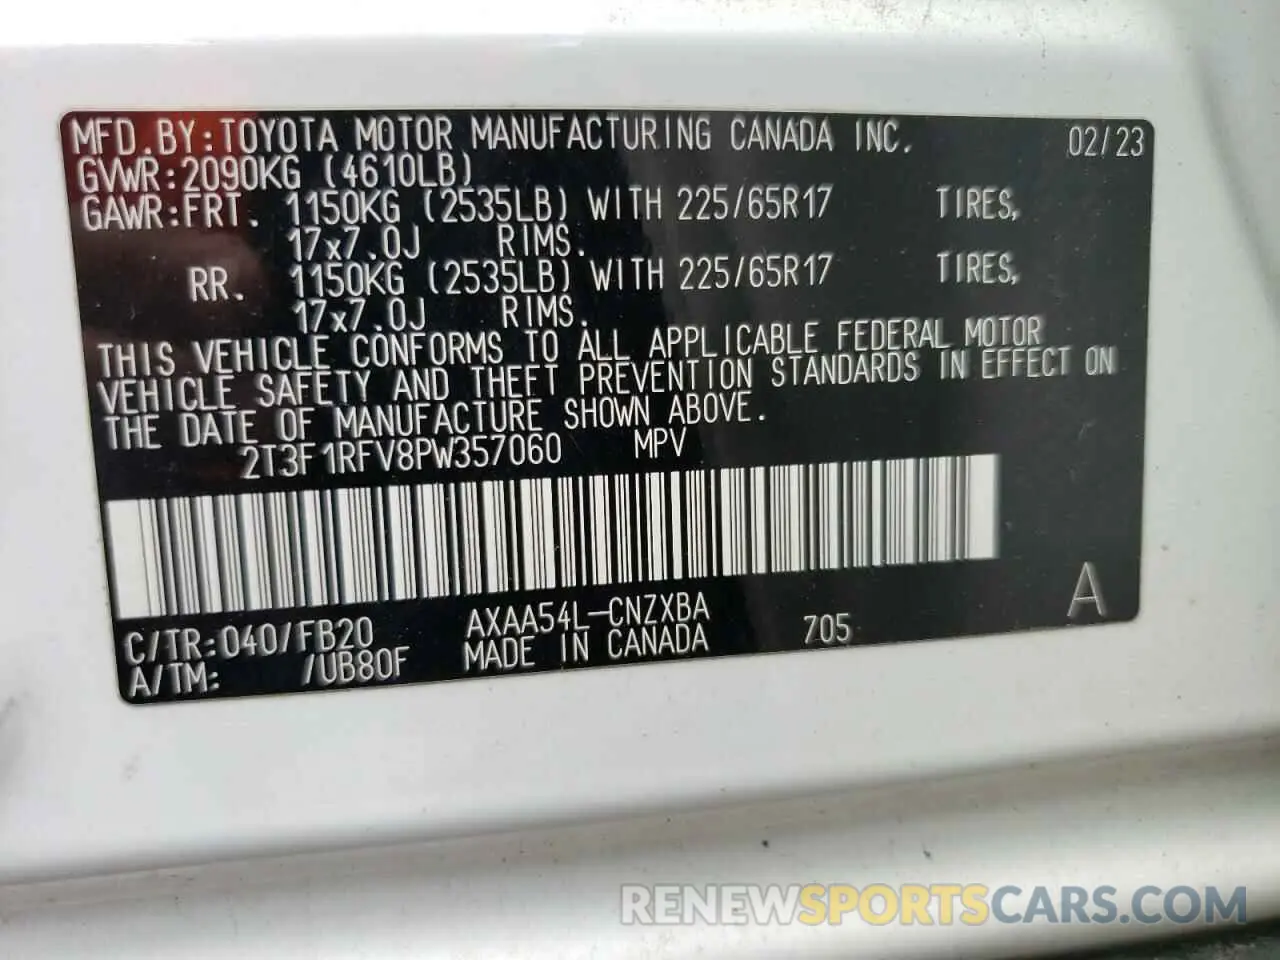 MFD.BY:TOYOTA MOTOR MANUFACTURING CANADA INC. 02/23
GVWR:2090KG (4610LB)
GAWR:FRT. 1150KG (2535LB) WITH 225/65R17 TIRES,
17x7.0J RIMS.
RR. 1150KG (2535LB) WITH 225/65R17 TIRES,
17x7.0J RIMS.
THIS VEHICLE CONFORMS TO ALL APPLICABLE FEDERAL MOTOR
VEHICLE SAFETY AND THEFT PREVENTION STANDARDS IN EFFECT ON
THE DATE OF MANUFACTURE SHOWN ABOVE.
2T3F1RFV8PW357060 MPV
C/TR:040/FB20 AXAA54L-CNZXBA 705 A
A/TM: /UB80F MADE IN CANADA
RENEWSPORTSCARS.COM